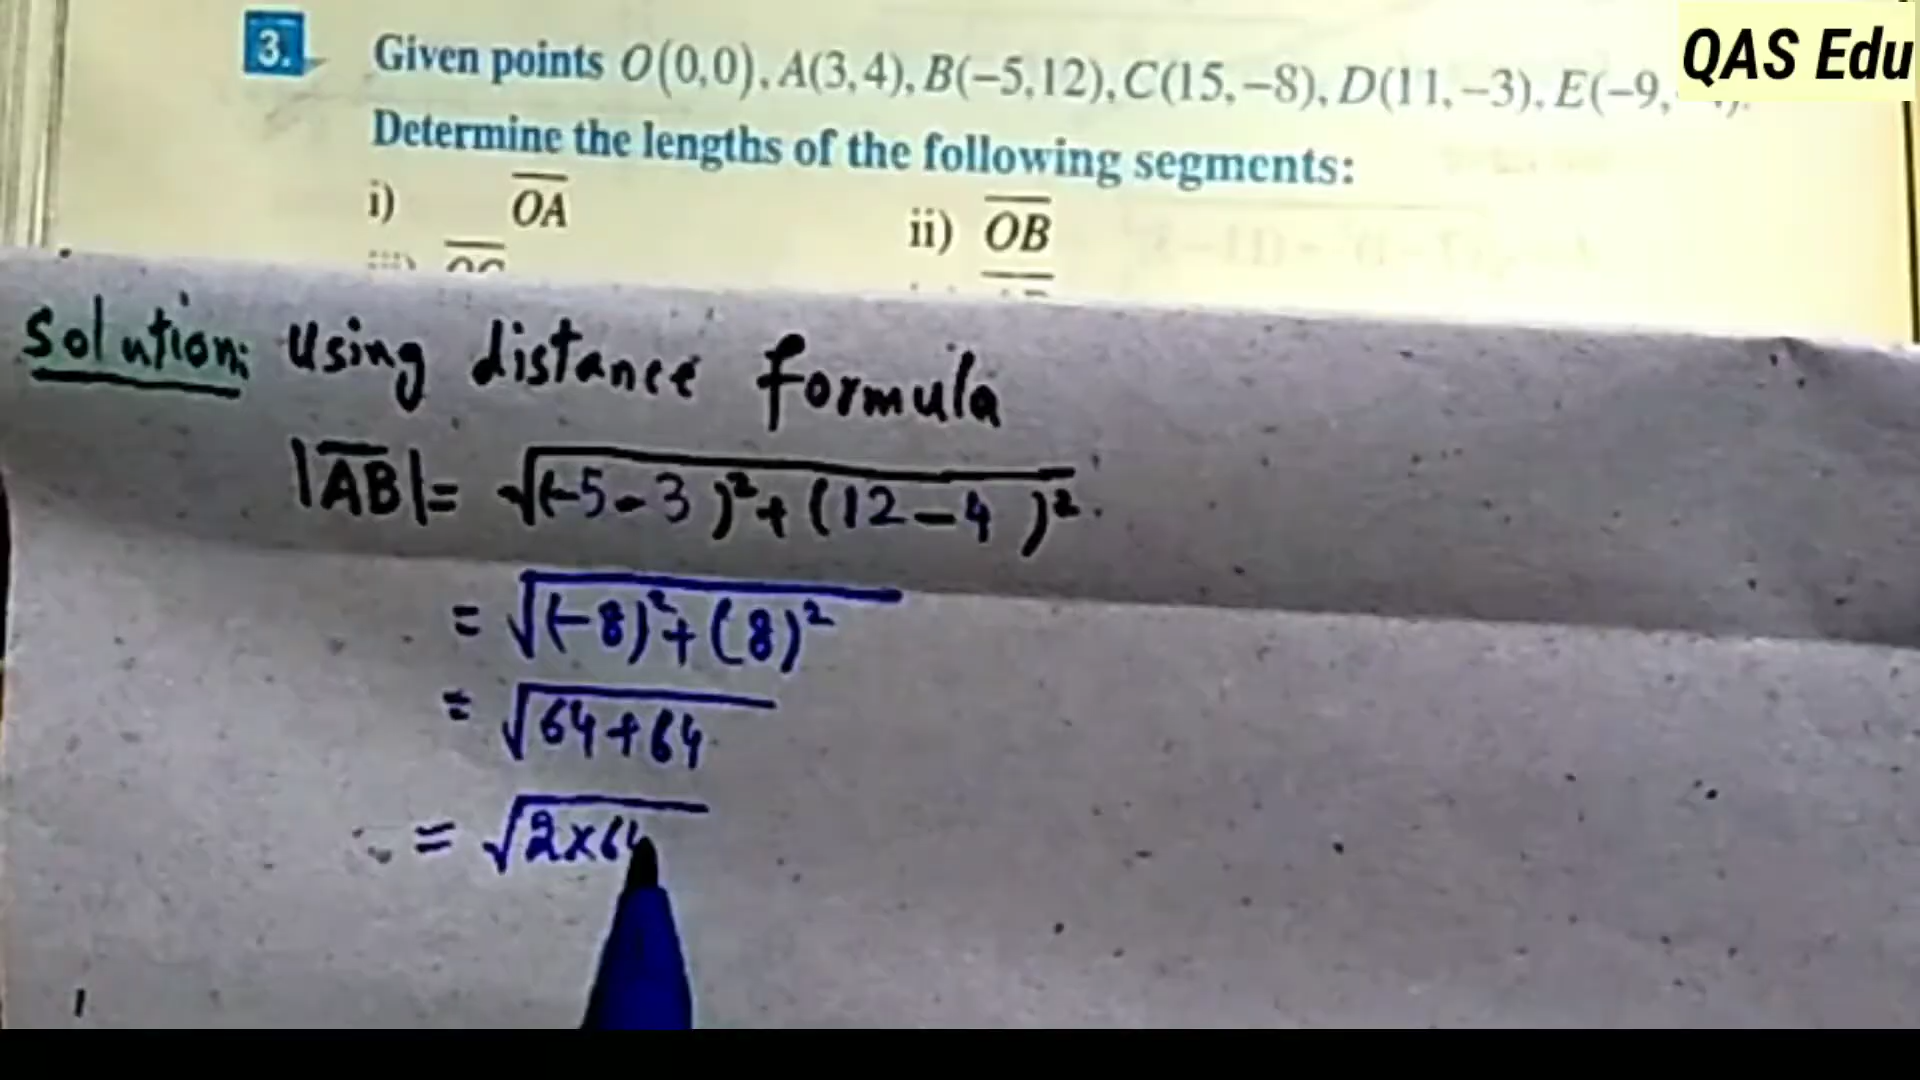 QAS Edu
3. Given points O(0,0), A(3,4), B(−5,12), C(15,−8), D(11,−3), E(−9,
Determine the lengths of the following segments:
i) OA ii) OB
Solution: Using distance formula
|AB| = √(−5−3)² + (12−4)²
= √(−8)² + (8)²
= √64+64
= √2×64